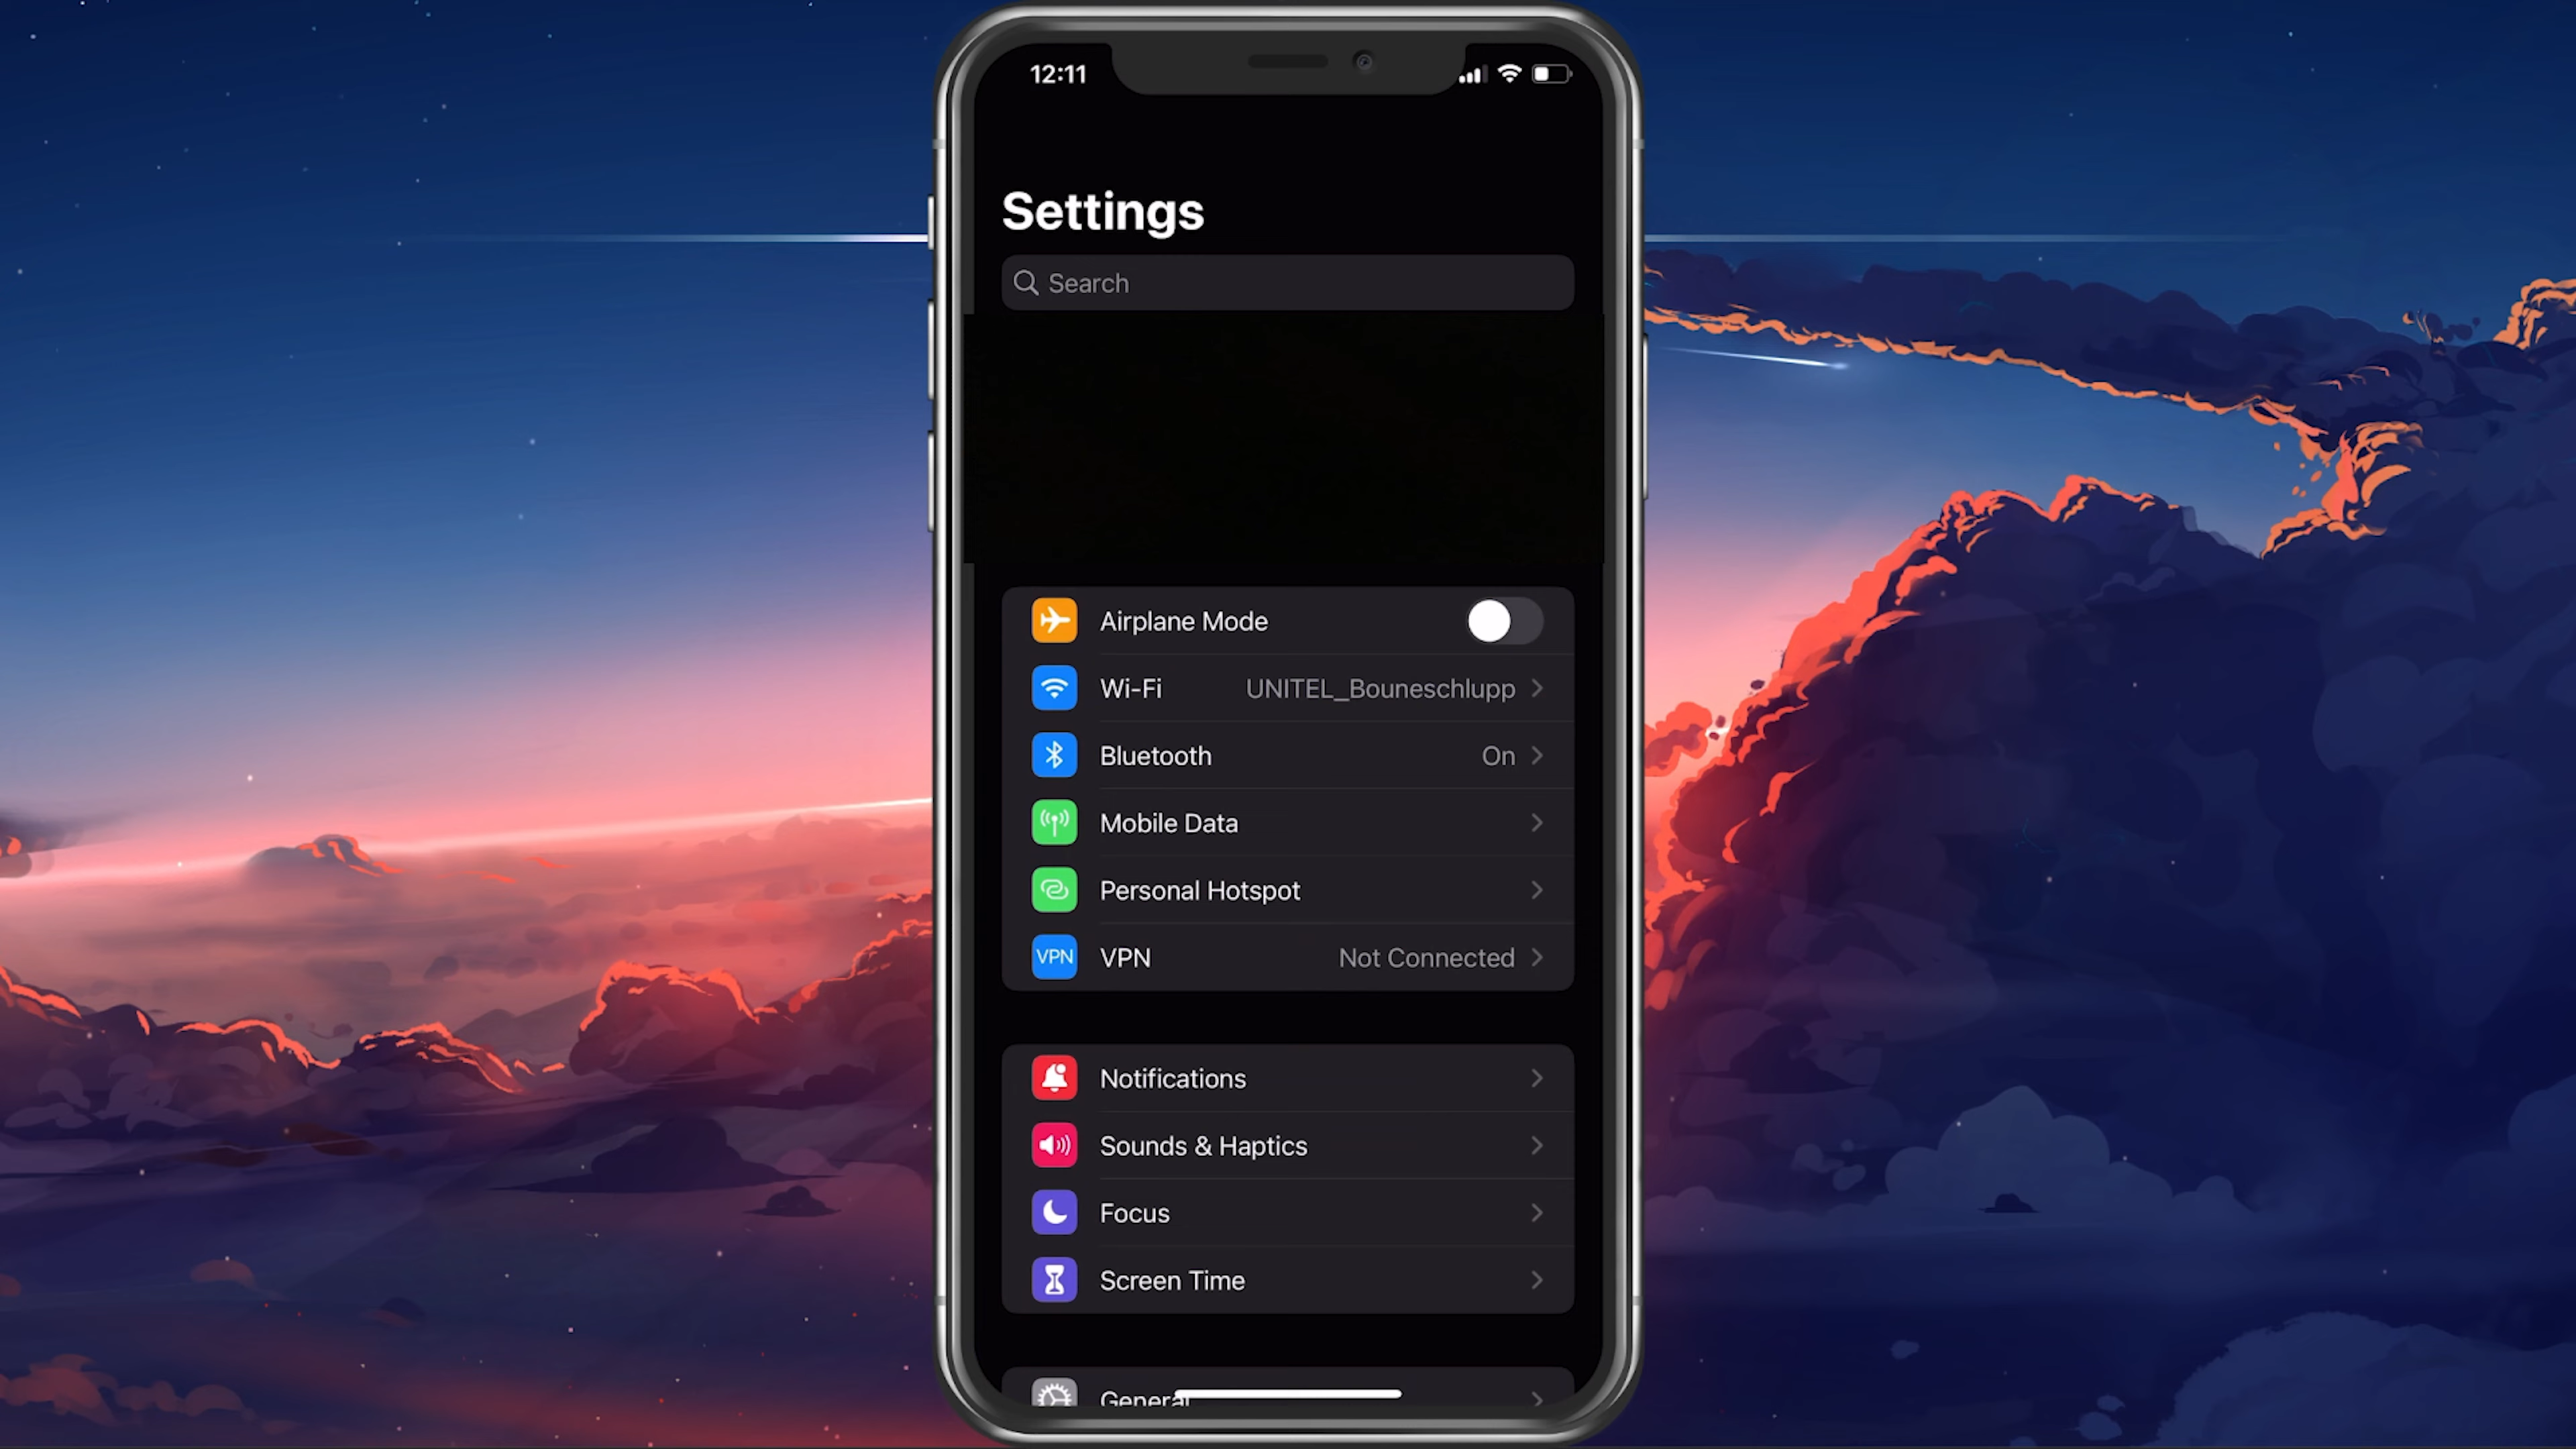 12:11
Settings
Search
Airplane Mode
Wi-Fi UNITEL_Bouneschlupp
Bluetooth On
Mobile Data
Personal Hotspot
VPN VPN Not Connected
Notifications
Sounds & Haptics
Focus
Screen Time
General